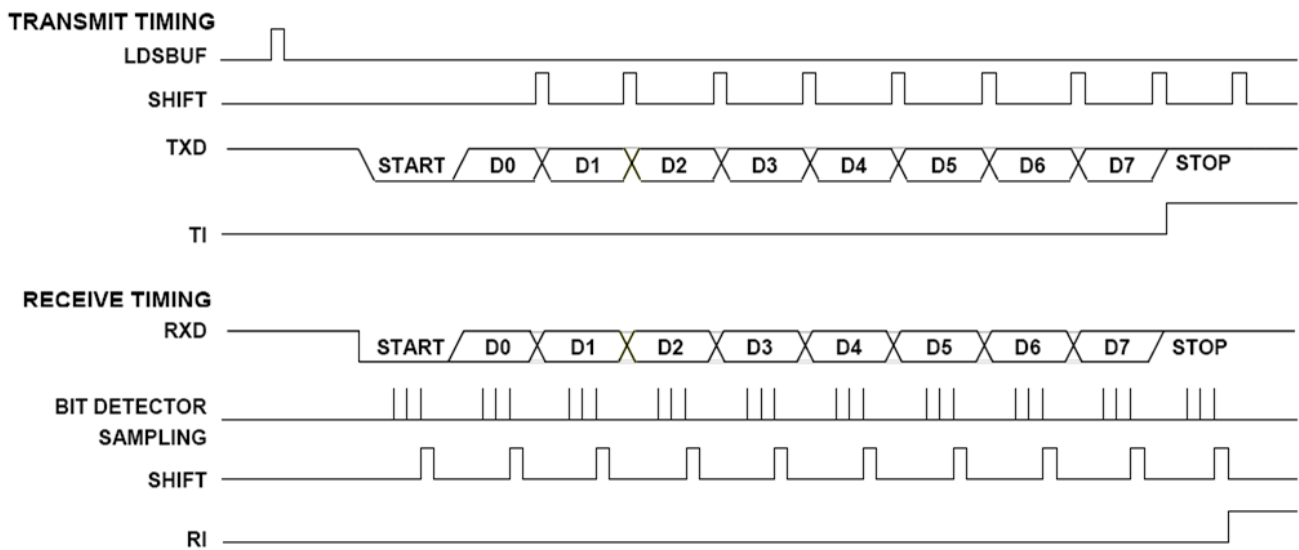 TRANSMIT TIMING
LDSBUF
SHIFT
TXD START D0 D1 D2 D3 D4 D5 D6 D7 STOP
TI
RECEIVE TIMING
RXD START D0 D1 D2 D3 D4 D5 D6 D7 STOP
BIT DETECTOR
SAMPLING
SHIFT
RI